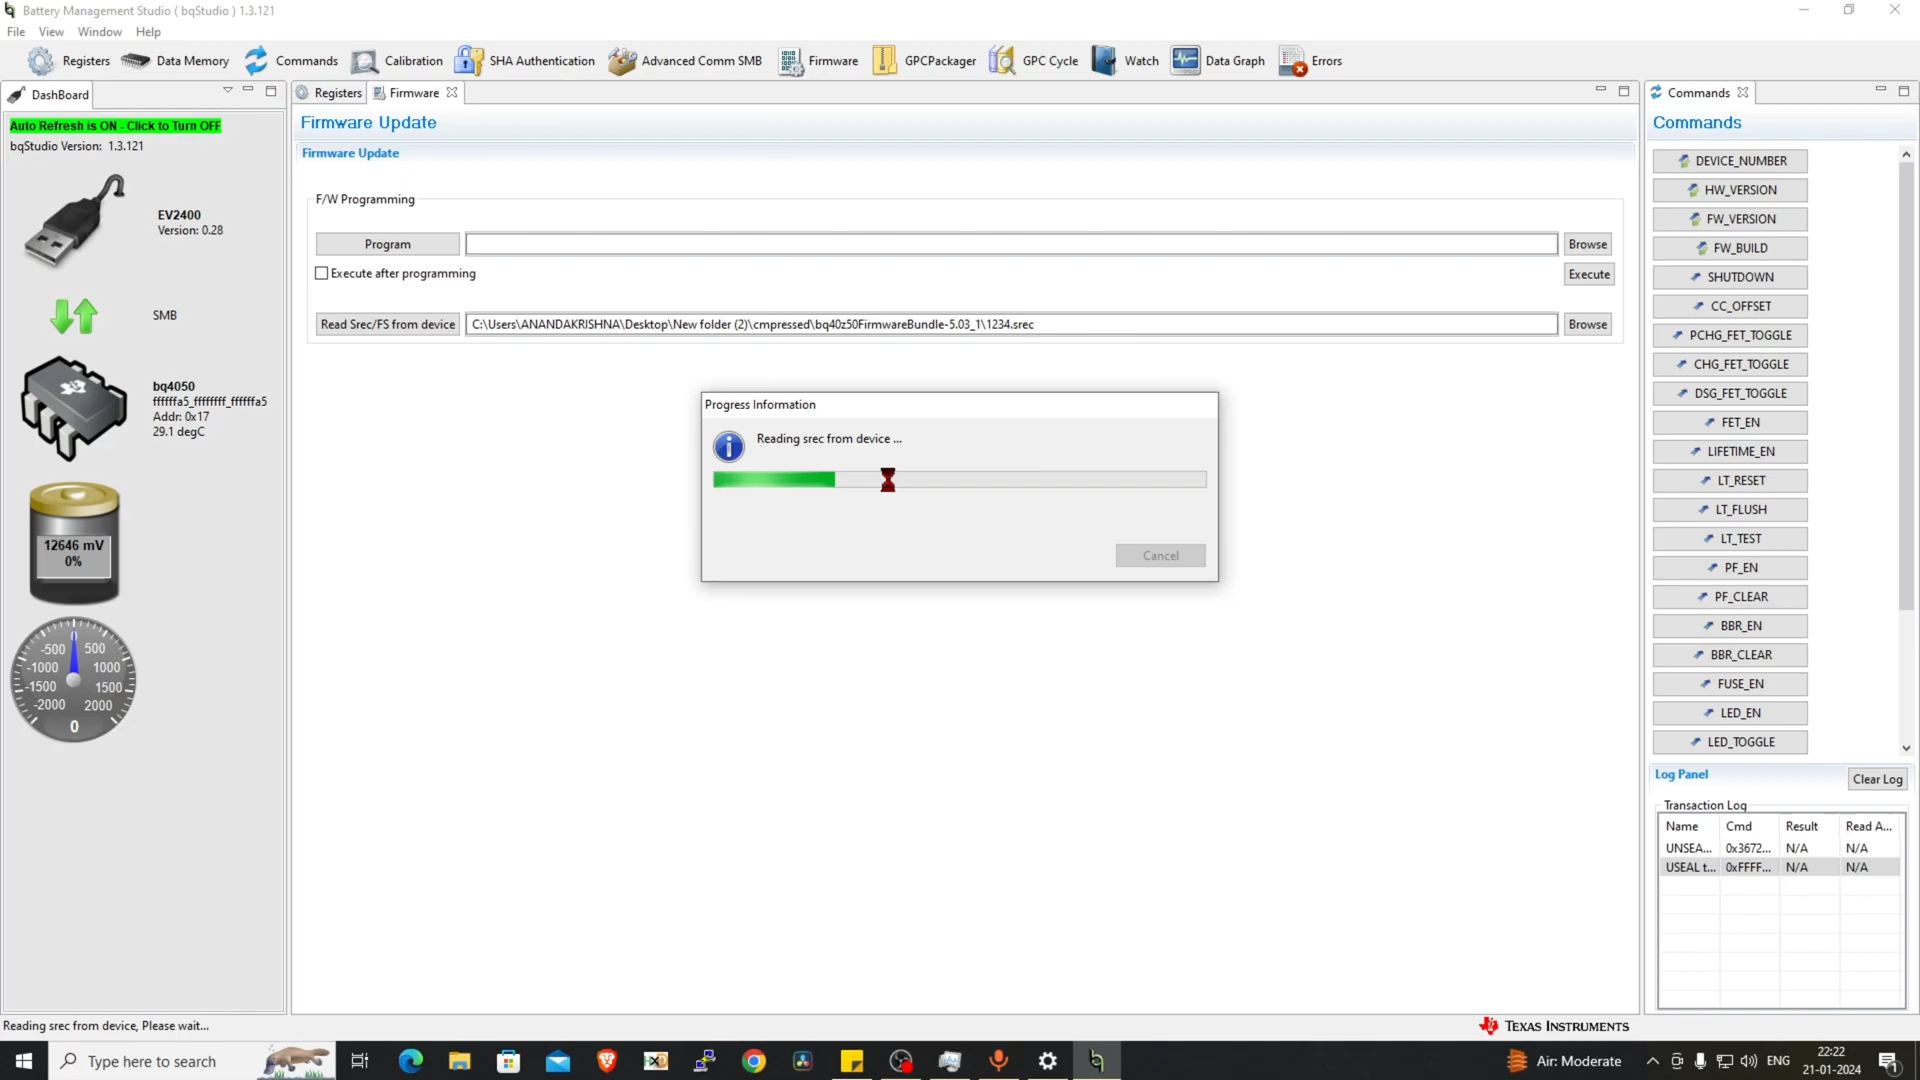 Battery Management Studio ( bqStudio ) 1.3.121
File View Window Help
Registers Data Memory Commands Calibration SHA Authentication Advanced Comm SMB Firmware GPCPackager GPC Cycle Watch Data Graph Errors
DashBoard
Auto Refresh is ON - Click to Turn OFF
bqStudio Version: 1.3.121
EV2400
Version: 0.28
SMB
bq4050
ffffffa5_ffffffff_ffffffa5
Addr: 0x17
29.1 degC
12646 mV
0%
-500 500
-1000 1000
-1500 1500
-2000 2000
0
Registers Firmware
Firmware Update
Firmware Update
F/W Programming
Program Browse
Execute after programming Execute
Read Srec/FS from device C:\Users\ANANDAKRISHNA\Desktop\New folder (2)\cmpressed\bq40z50FirmwareBundle-5.03_1\1234.srec Browse
Progress Information
Reading srec from device ...
Cancel
Commands
Commands
DEVICE_NUMBER
HW_VERSION
FW_VERSION
FW_BUILD
SHUTDOWN
CC_OFFSET
PCHG_FET_TOGGLE
CHG_FET_TOGGLE
DSG_FET_TOGGLE
FET_EN
LIFETIME_EN
LT_RESET
LT_FLUSH
LT_TEST
PF_EN
PF_CLEAR
BBR_EN
BBR_CLEAR
FUSE_EN
LED_EN
LED_TOGGLE
Log Panel Clear Log
Transaction Log
Name Cmd Result Read A...
UNSEA... 0x3672... N/A N/A
USEAL t... 0xFFFF... N/A N/A
Reading srec from device, Please wait...
TEXAS INSTRUMENTS
Type here to search
Air: Moderate
ENG
22:22
21-01-2024
1